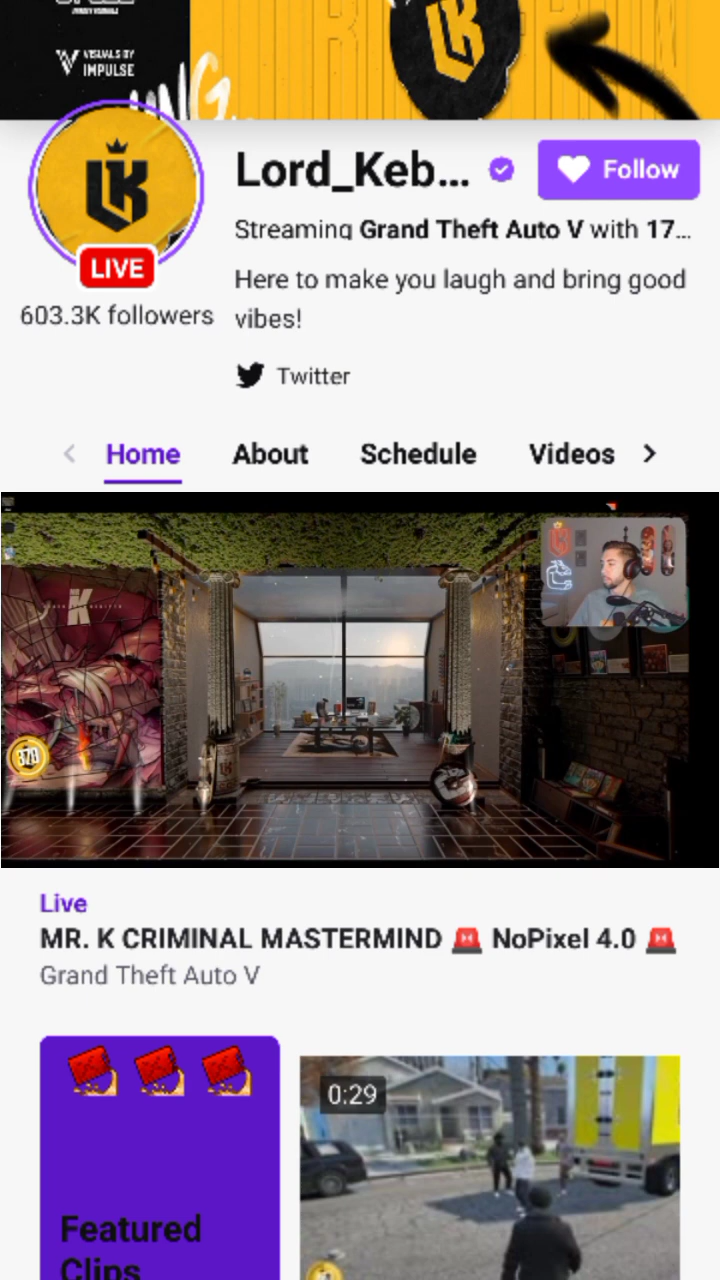 VISUALS BY
IMPULSE
LK
Lord_Keb...
Follow
Streaming Grand Theft Auto V with 17...
LIVE
603.3K followers
Here to make you laugh and bring good
vibes!
Twitter
Home About Schedule Videos
K
320
Live
MR. K CRIMINAL MASTERMIND 🚨 NoPixel 4.0 🚨
Grand Theft Auto V
0:29
Featured
Clips